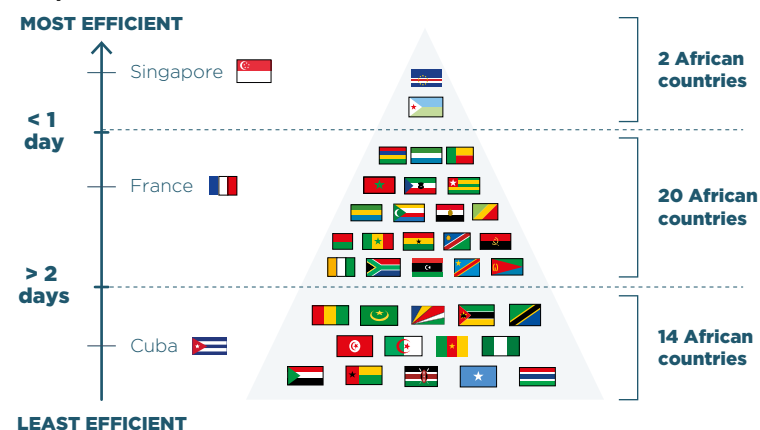 MOST EFFICIENT
Singapore
2 African
countries
< 1
day
France
20 African
countries
> 2
days
Cuba
14 African
countries
LEAST EFFICIENT